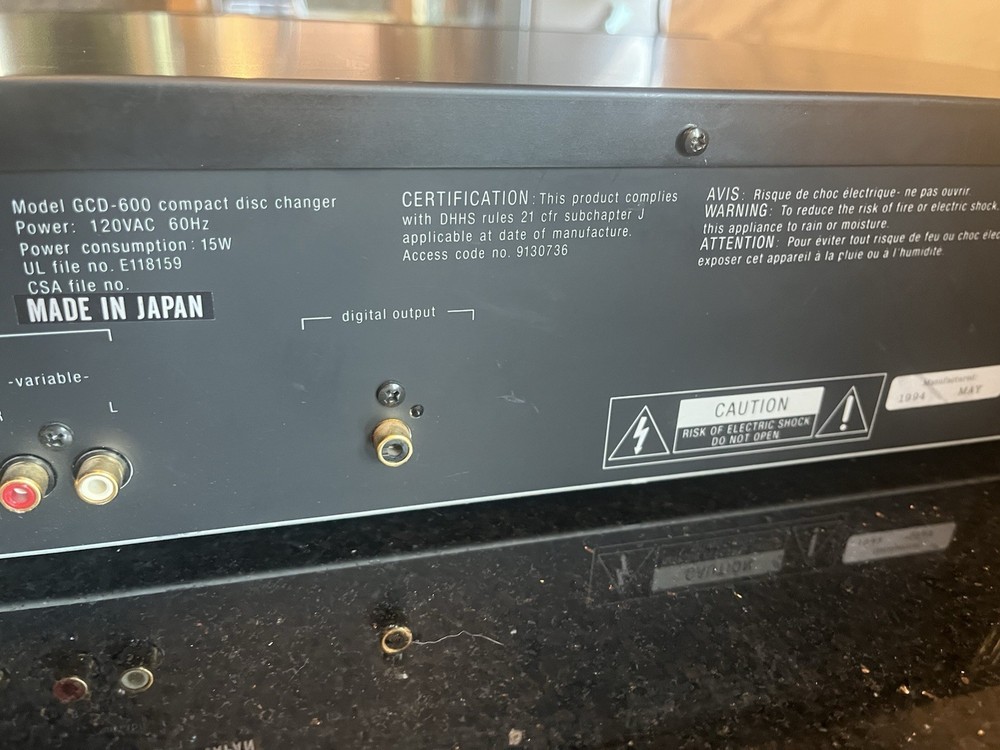 Model GCD-600 compact disc changer
Power: 120VAC 60Hz
Power consumption: 15W
UL file no. E118159
CSA file no.
MADE IN JAPAN
CERTIFICATION: This product complies
with DHHS rules 21 cfr subchapter J
applicable at date of manufacture.
Access code no. 9130736
AVIS: Risque de choc électrique- ne pas ouvrir.
WARNING: To reduce the risk of fire or electric shock,
this appliance to rain or moisture.
ATTENTION: Pour éviter tout risque de feu ou choc
exposer cet appareil à la pluie ou à l'humidité.
digital output
-variable-
L
CAUTION
RISK OF ELECTRIC SHOCK
DO NOT OPEN
Manufactured:
1994 MAY